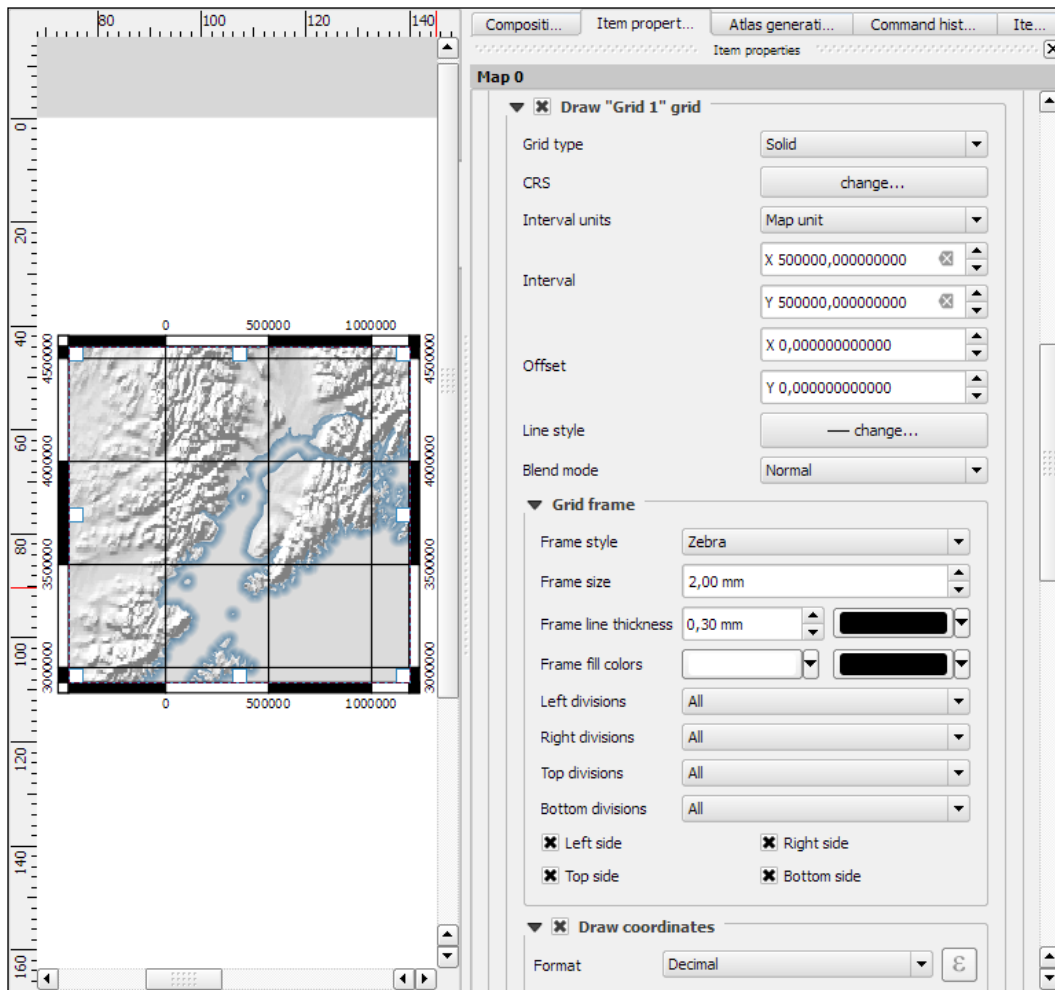 80 100 120 140
Compositi... Item propert... Atlas generati... Command hist... Ite...
Item properties
Map 0
Draw "Grid 1" grid
Grid type Solid
CRS change...
Interval units Map unit
Interval X 500000,000000000
Y 500000,000000000
Offset X 0,000000000000
Y 0,000000000000
Line style change...
Blend mode Normal
Grid frame
Frame style Zebra
Frame size 2,00 mm
Frame line thickness 0,30 mm
Frame fill colors
Left divisions All
Right divisions All
Top divisions All
Bottom divisions All
Left side Right side
Top side Bottom side
Draw coordinates
Format Decimal ε
0
20
40
60
80
100
120
140
160
0 500000 1000000
4500000 4500000
4000000 4000000
3500000 3500000
3000000 3000000
0 500000 1000000